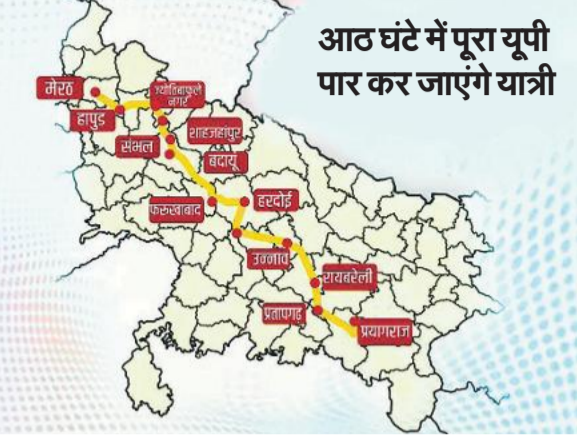 आठ घंटे में पूरा यूपी
पार कर जाएंगे यात्री
मेरठ
हापुड
ज्योतिबाफुले
नगर
शाहजहांपुर
संभल
बदायू
फरुखाबाद
हरदोई
उन्नाव
रायबरेली
प्रतापगढ़
प्रयागराज